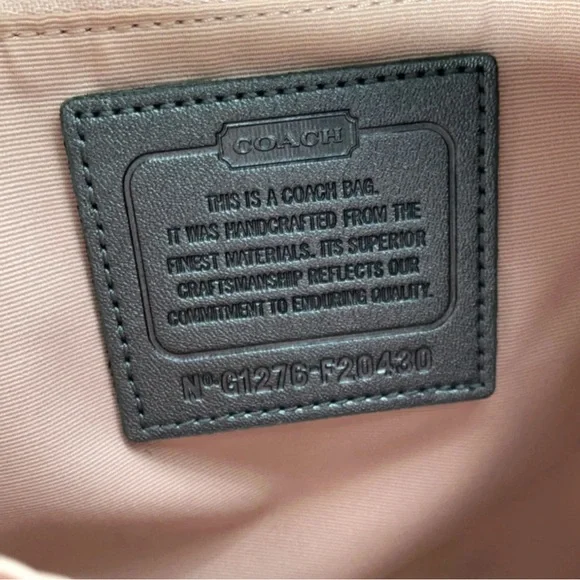 COACH
THIS IS A COACH BAG.
IT WAS HANDCRAFTED FROM THE
FINEST MATERIALS. ITS SUPERIOR
CRAFTSMANSHIP REFLECTS OUR
COMMITMENT TO ENDURING QUALITY.
Nº G1276-F20430